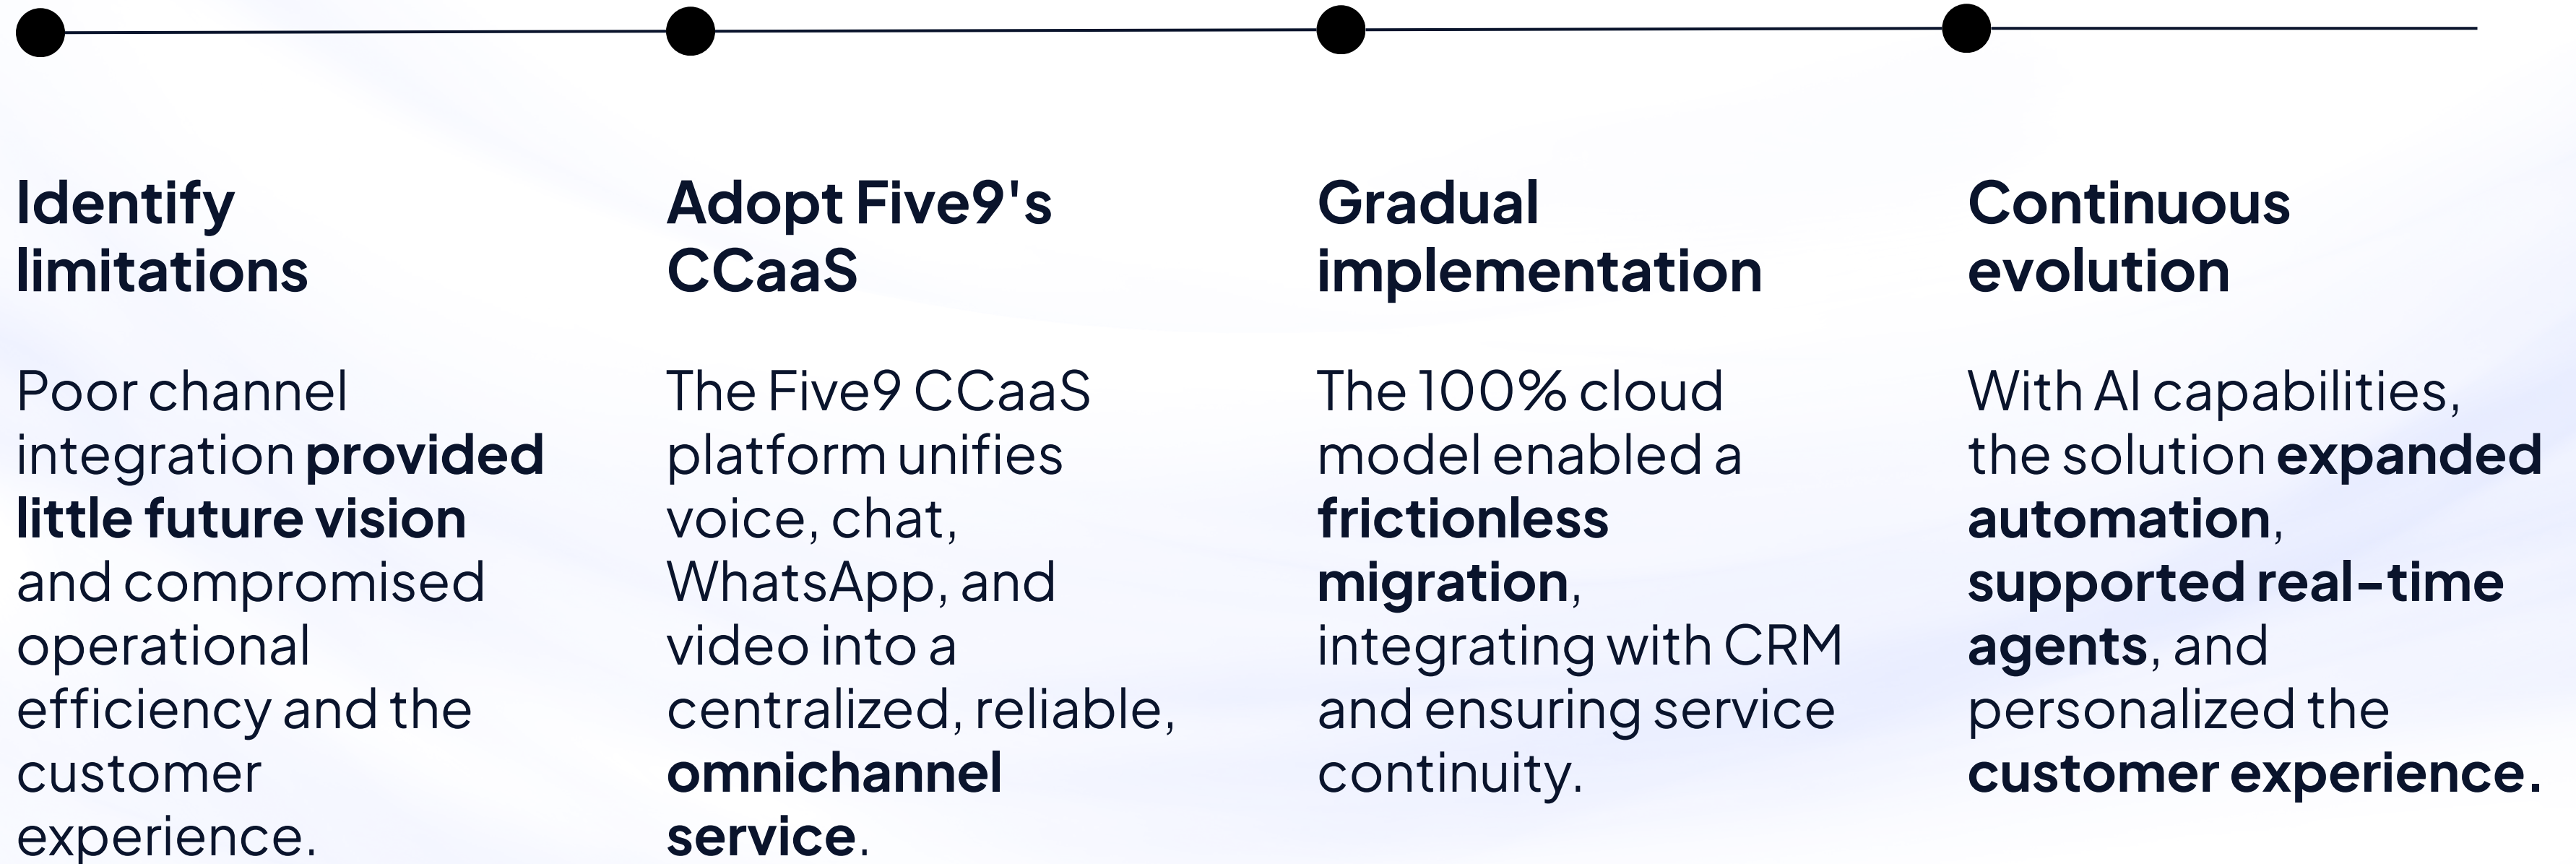 Identify
limitations
Poor channel
integration provided
little future vision
and compromised
operational
efficiency and the
customer
experience.
Adopt Five9's
CCaaS
The Five9 CCaaS
platform unifies
voice, chat,
WhatsApp, and
video into a
centralized, reliable,
omnichannel
service.
Gradual
implementation
The 100% cloud
model enabled a
frictionless
migration,
integrating with CRM
and ensuring service
continuity.
Continuous
evolution
With AI capabilities,
the solution expanded
automation,
supported real-time
agents, and
personalized the
customer experience.